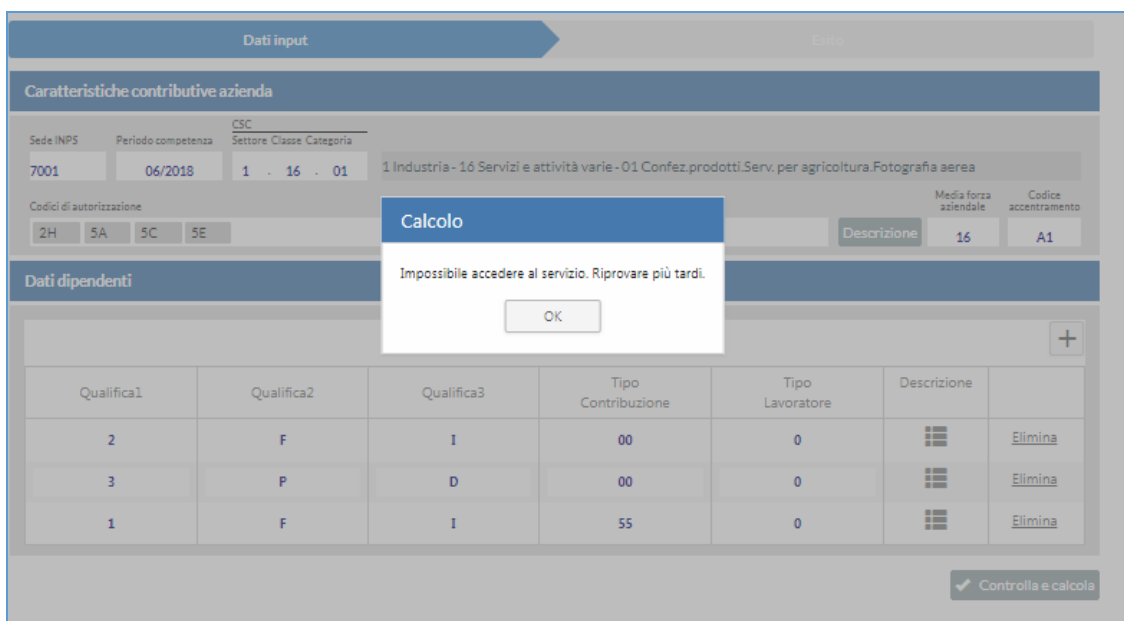 Dati input
Esito
Caratteristiche contributive azienda
CSC
Sede INPS Periodo competenza Settore Classe Categoria
7001 06/2018 1 . 16 . 01 1 Industria - 16 Servizi e attività varie - 01 Confez.prodotti.Serv. per agricoltura.Fotografia aerea
Codici di autorizzazione Media forza aziendale Codice accentramento
2H 5A 5C 5E Descrizione 16 A1
Calcolo
Impossibile accedere al servizio. Riprovare più tardi.
OK
Dati dipendenti
+
Qualifica1 Qualifica2 Qualifica3 Tipo Contribuzione Tipo Lavoratore Descrizione
2 F I 00 0 Elimina
3 P D 00 0 Elimina
1 F I 55 0 Elimina
Controlla e calcola